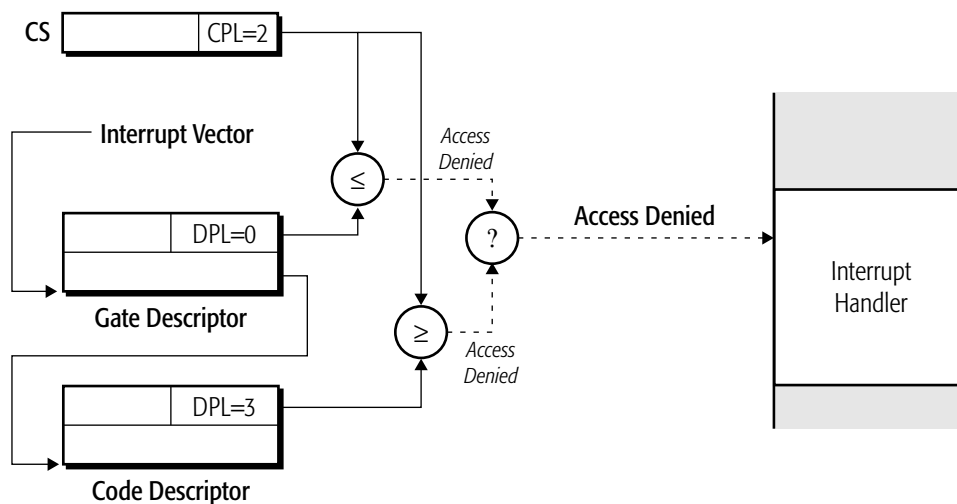 CS
CPL=2
Interrupt Vector
Access
Denied
≤
DPL=0
?
Access Denied
Interrupt
Handler
Gate Descriptor
≥
Access
Denied
DPL=3
Code Descriptor